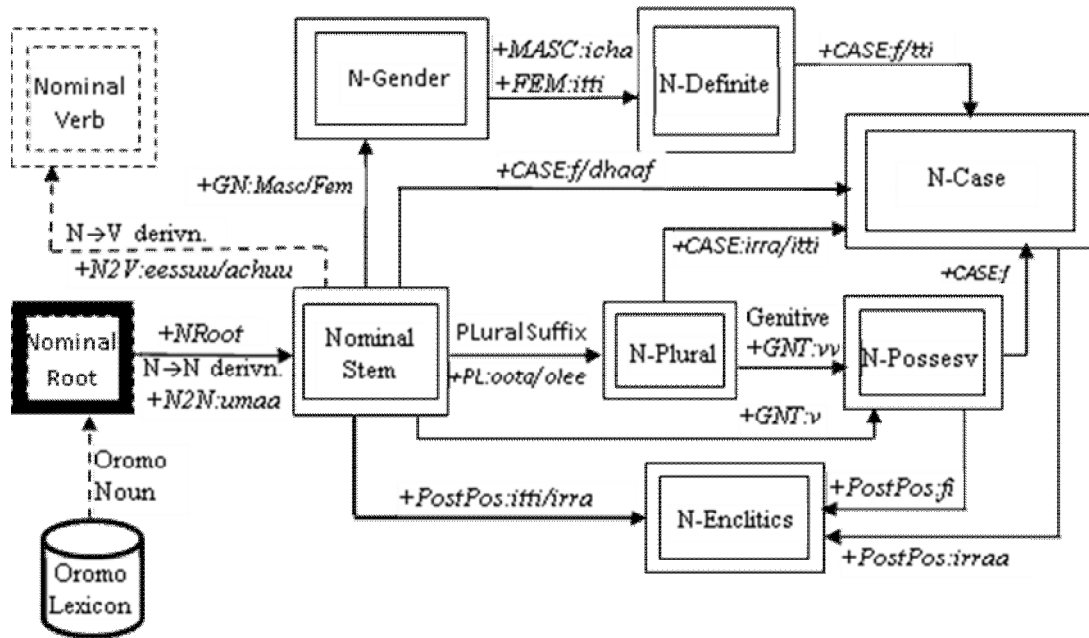 Nominal
Verb
N-Gender
+MASC:icha
+FEM:itti
N-Definite
+CASE:f/tti
+GN:Masc/Fem
+CASE:f/dhaaf
N-Case
N→V derivn.
+N2V:eessuu/achuu
+CASE:irra/itti
+CASE:f
Nominal
Root
+NRoot
N→N derivn.
+N2N:umaa
Nominal
Stem
PLuralSuffix
+PL:oota/olee
N-Plural
Genitive
+GNT:vv
N-Possesv
+GNT:v
Oromo
Noun
+PostPos:itti/irra
N-Enclitics
+PostPos:fi
+PostPos:irraa
Oromo
Lexicon